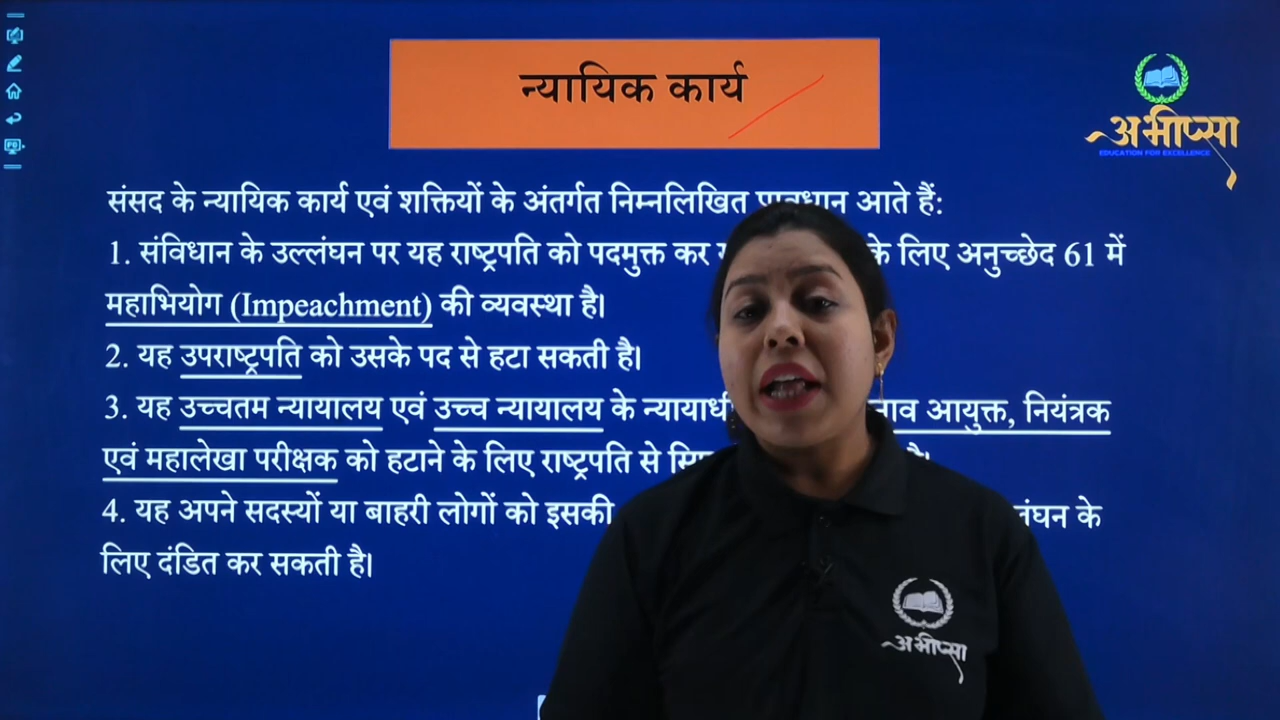 न्यायिक कार्य
अभीप्सा
EDUCATION FOR EXCELLENCE
संसद के न्यायिक कार्य एवं शक्तियों के अंतर्गत निम्नलिखित प्रावधान आते हैं:
1. संविधान के उल्लंघन पर यह राष्ट्रपति को पदमुक्त कर के लिए अनुच्छेद 61 में
महाभियोग (Impeachment) की व्यवस्था है।
2. यह उपराष्ट्रपति को उसके पद से हटा सकती है।
3. यह उच्चतम न्यायालय एवं उच्च न्यायालय के आयुक्त, नियंत्रक
एवं महालेखा परीक्षक को हटाने के लिए राष्ट्रपति से
4. यह अपने सदस्यों या बाहरी लोगों को इसकी के
लिए दंडित कर सकती है।
अभीप्सा